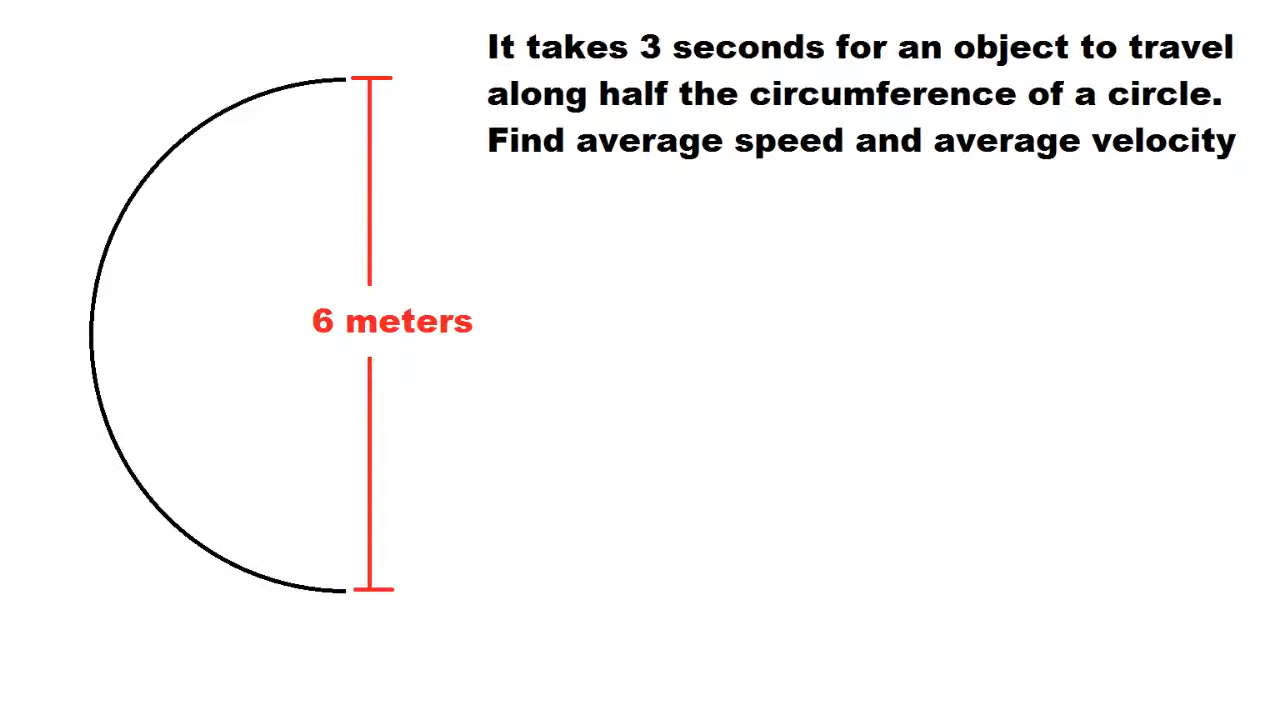 It takes 3 seconds for an object to travel
along half the circumference of a circle.
Find average speed and average velocity
6 meters